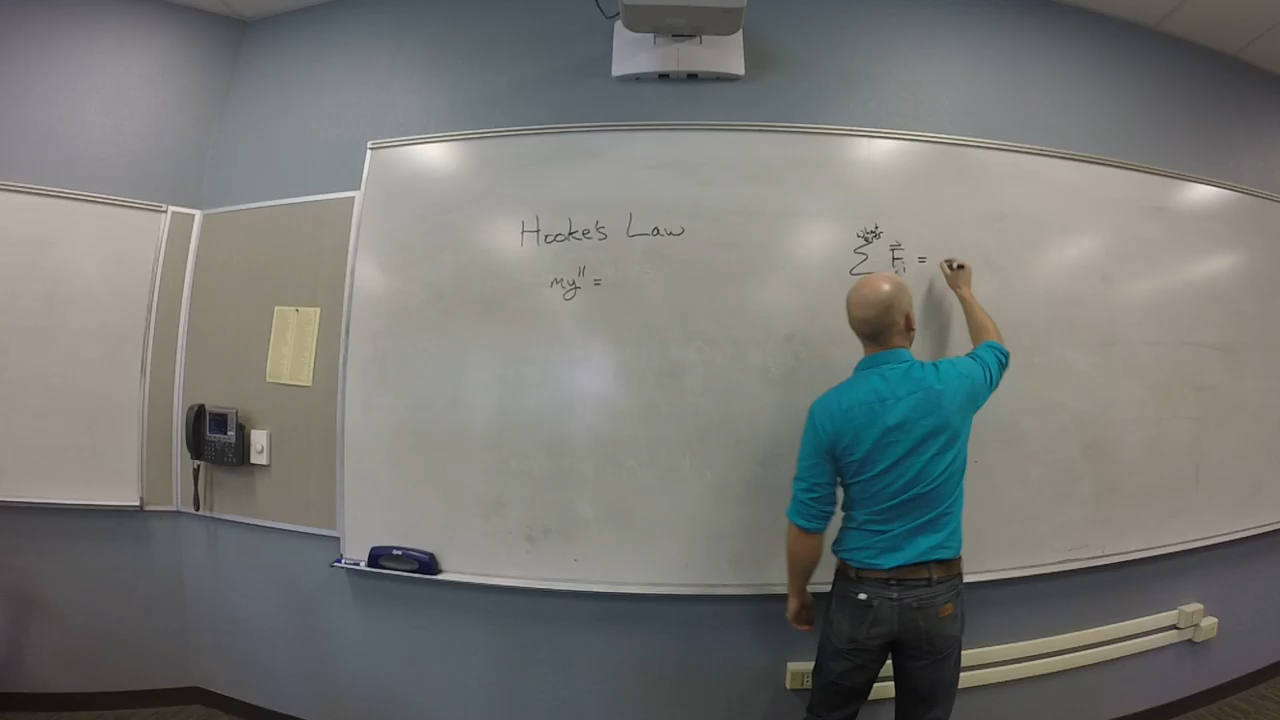 Hooke's Law
my'' =
∑ F⃗ᵢ =